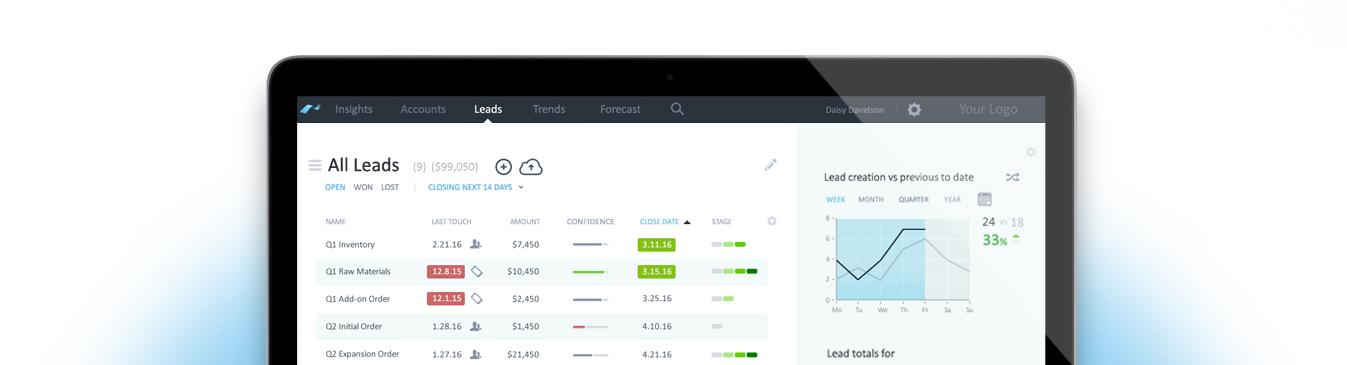 Insights Accounts Leads Trends Forecast Daisy Davidson Your Logo
All Leads (9) ($99,050)
OPEN WON LOST CLOSING NEXT 14 DAYS
NAME LAST TOUCH AMOUNT CONFIDENCE CLOSE DATE STAGE
Q1 Inventory 2.21.16 $7,450 3.11.16
Q1 Raw Materials 12.8.15 $10,450 3.15.16
Q1 Add-on Order 12.1.15 $2,450 3.25.16
Q2 Initial Order 1.28.16 $1,450 4.10.16
Q2 Expansion Order 1.27.16 $21,450 4.21.16
Lead creation vs previous to date
WEEK MONTH QUARTER YEAR
24 vs 18
33%
8
6
4
2
0
Mo Tu We Th Fr Sa Su
Lead totals for